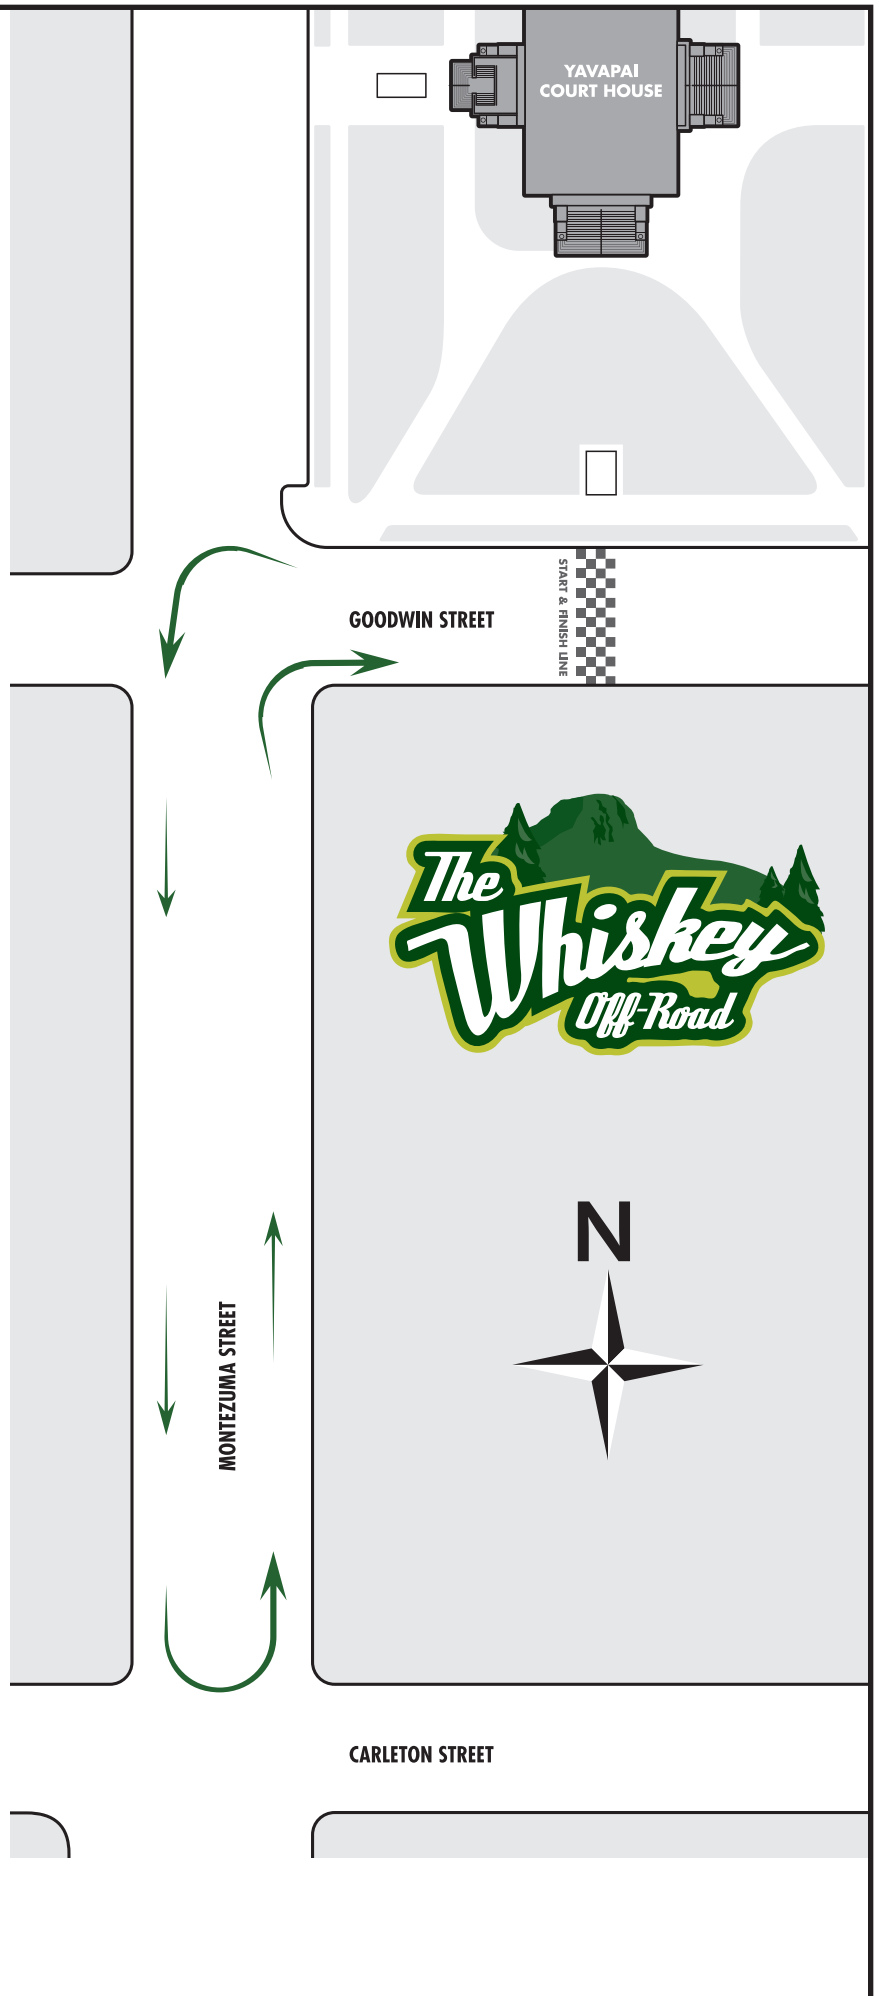 YAVAPAI
COURT HOUSE
START & FINISH LINE
GOODWIN STREET
The
Whiskey
Off-Road
N
MONTEZUMA STREET
CARLETON STREET